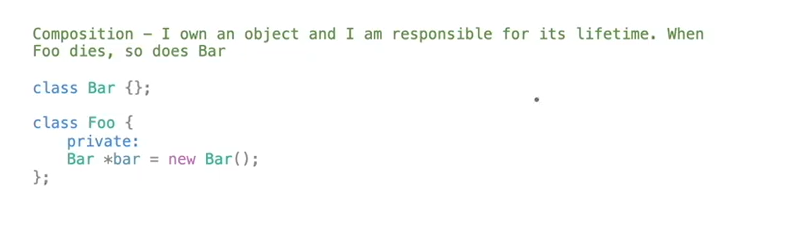 Composition – I own an object and I am responsible for its lifetime. When
Foo dies, so does Bar
class Bar {};
class Foo {
    private:
    Bar *bar = new Bar();
};